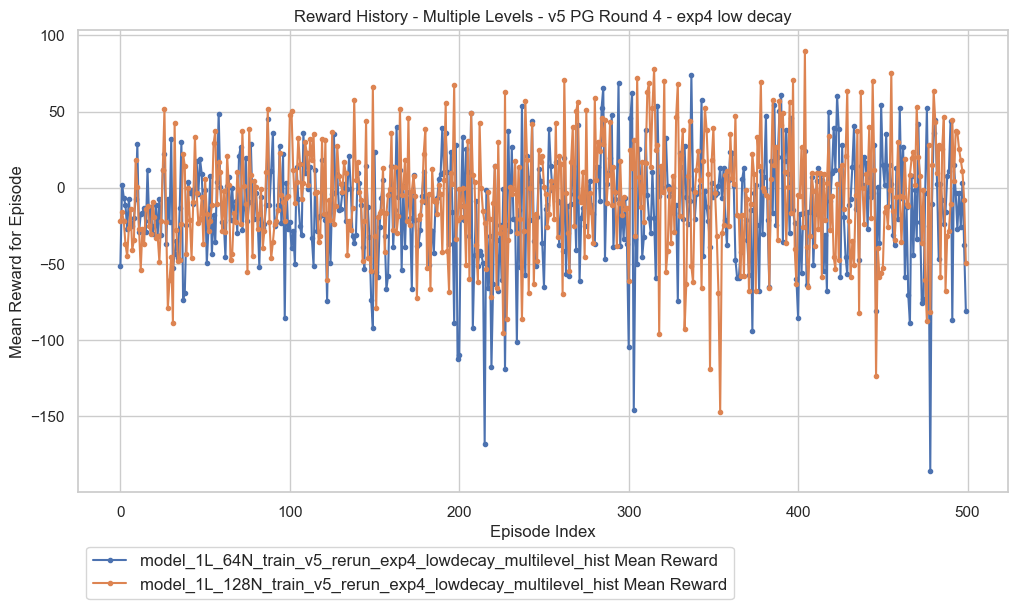 Reward History - Multiple Levels - v5 PG Round 4 - exp4 low decay
Mean Reward for Episode
100
50
0
−50
−100
−150
0
100
200
300
400
500
Episode Index
model_1L_64N_train_v5_rerun_exp4_lowdecay_multilevel_hist Mean Reward
model_1L_128N_train_v5_rerun_exp4_lowdecay_multilevel_hist Mean Reward